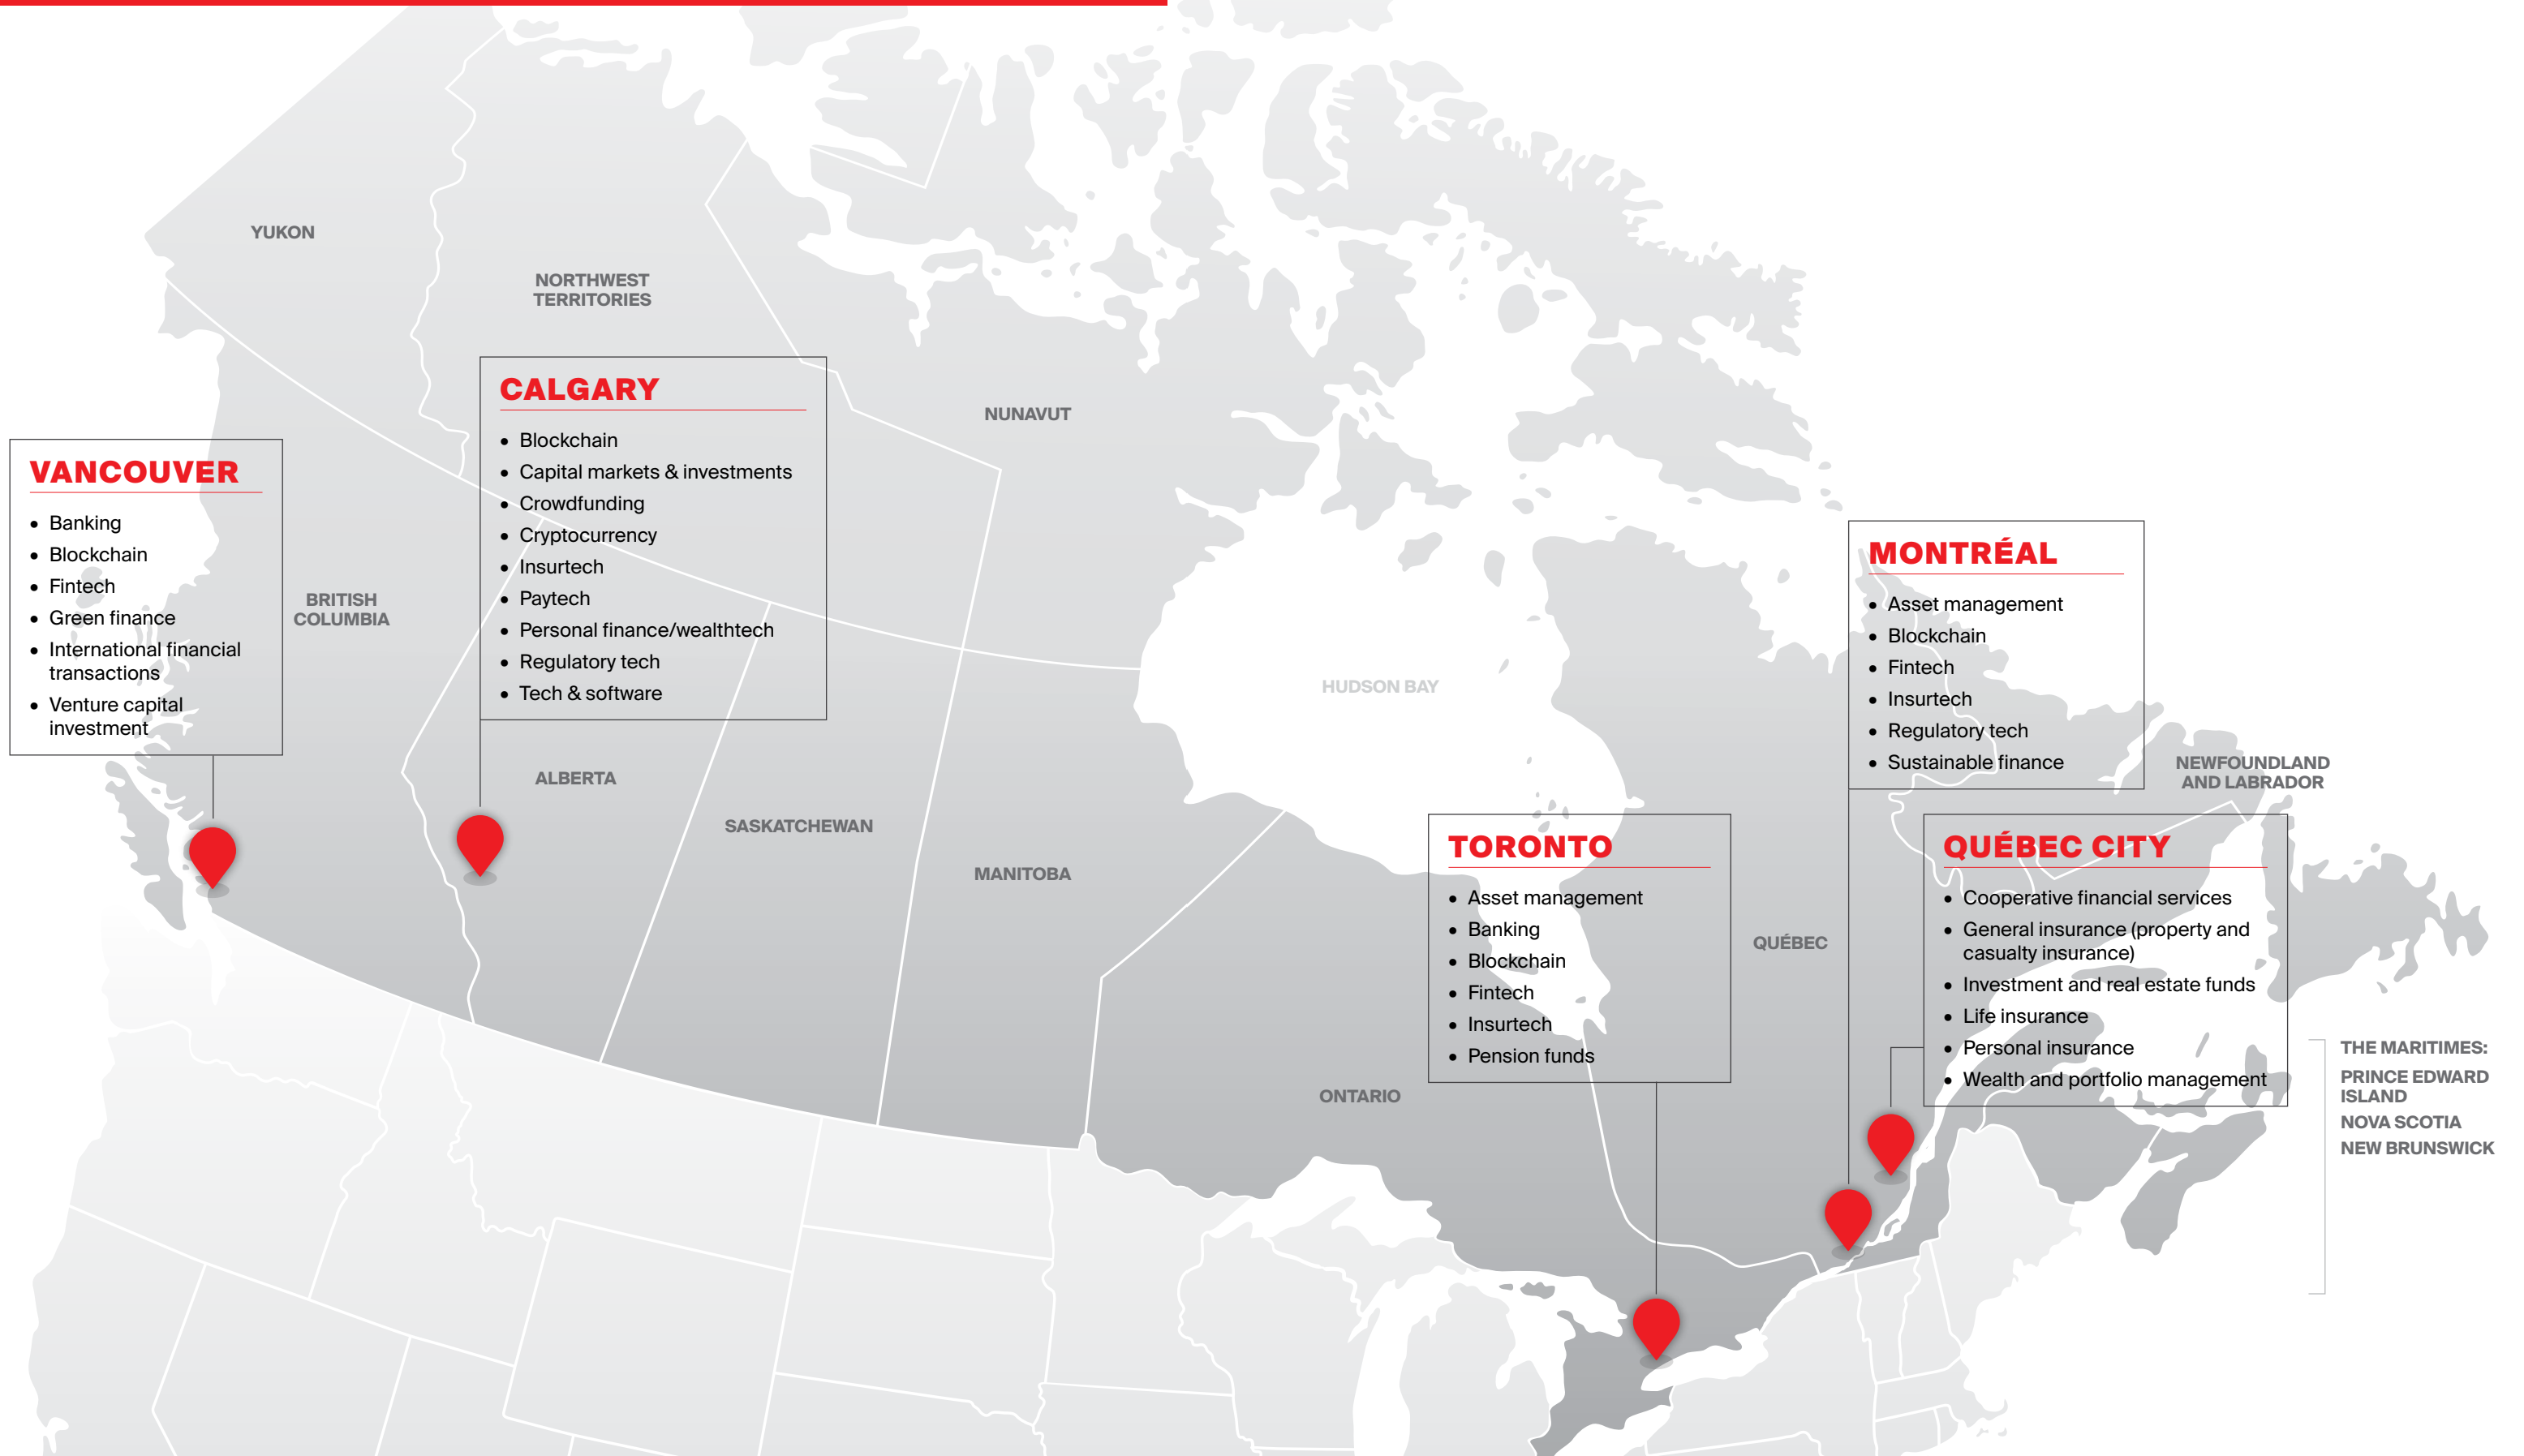 YUKON
NORTHWEST
TERRITORIES
NUNAVUT
CALGARY
• Blockchain
• Capital markets & investments
• Crowdfunding
• Cryptocurrency
• Insurtech
• Paytech
• Personal finance/wealthtech
• Regulatory tech
• Tech & software
VANCOUVER
• Banking
• Blockchain
• Fintech
• Green finance
• International financial
transactions
• Venture capital
investment
BRITISH
COLUMBIA
ALBERTA
SASKATCHEWAN
MANITOBA
HUDSON BAY
MONTRÉAL
• Asset management
• Blockchain
• Fintech
• Insurtech
• Regulatory tech
• Sustainable finance
NEWFOUNDLAND
AND LABRADOR
TORONTO
• Asset management
• Banking
• Blockchain
• Fintech
• Insurtech
• Pension funds
QUÉBEC
QUÉBEC CITY
• Cooperative financial services
• General insurance (property and
casualty insurance)
• Investment and real estate funds
• Life insurance
• Personal insurance
• Wealth and portfolio management
ONTARIO
THE MARITIMES:
PRINCE EDWARD
ISLAND
NOVA SCOTIA
NEW BRUNSWICK